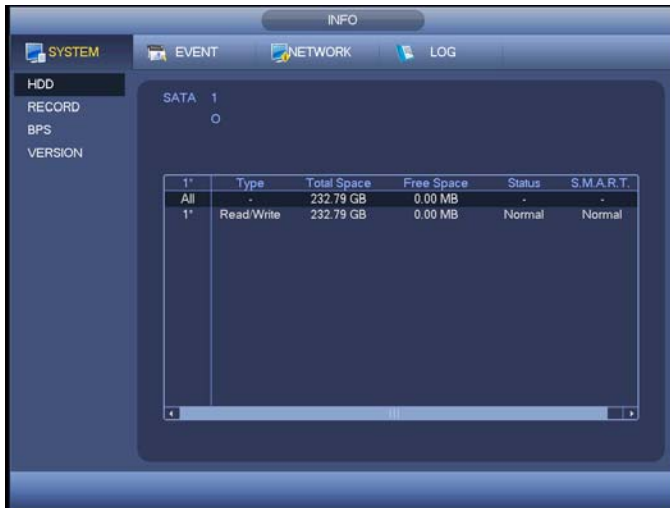 INFO
SYSTEM EVENT NETWORK LOG
HDD
RECORD
BPS
VERSION
SATA 1
O
1* Type Total Space Free Space Status S.M.A.R.T.
All - 232.79 GB 0.00 MB - -
1* Read/Write 232.79 GB 0.00 MB Normal Normal